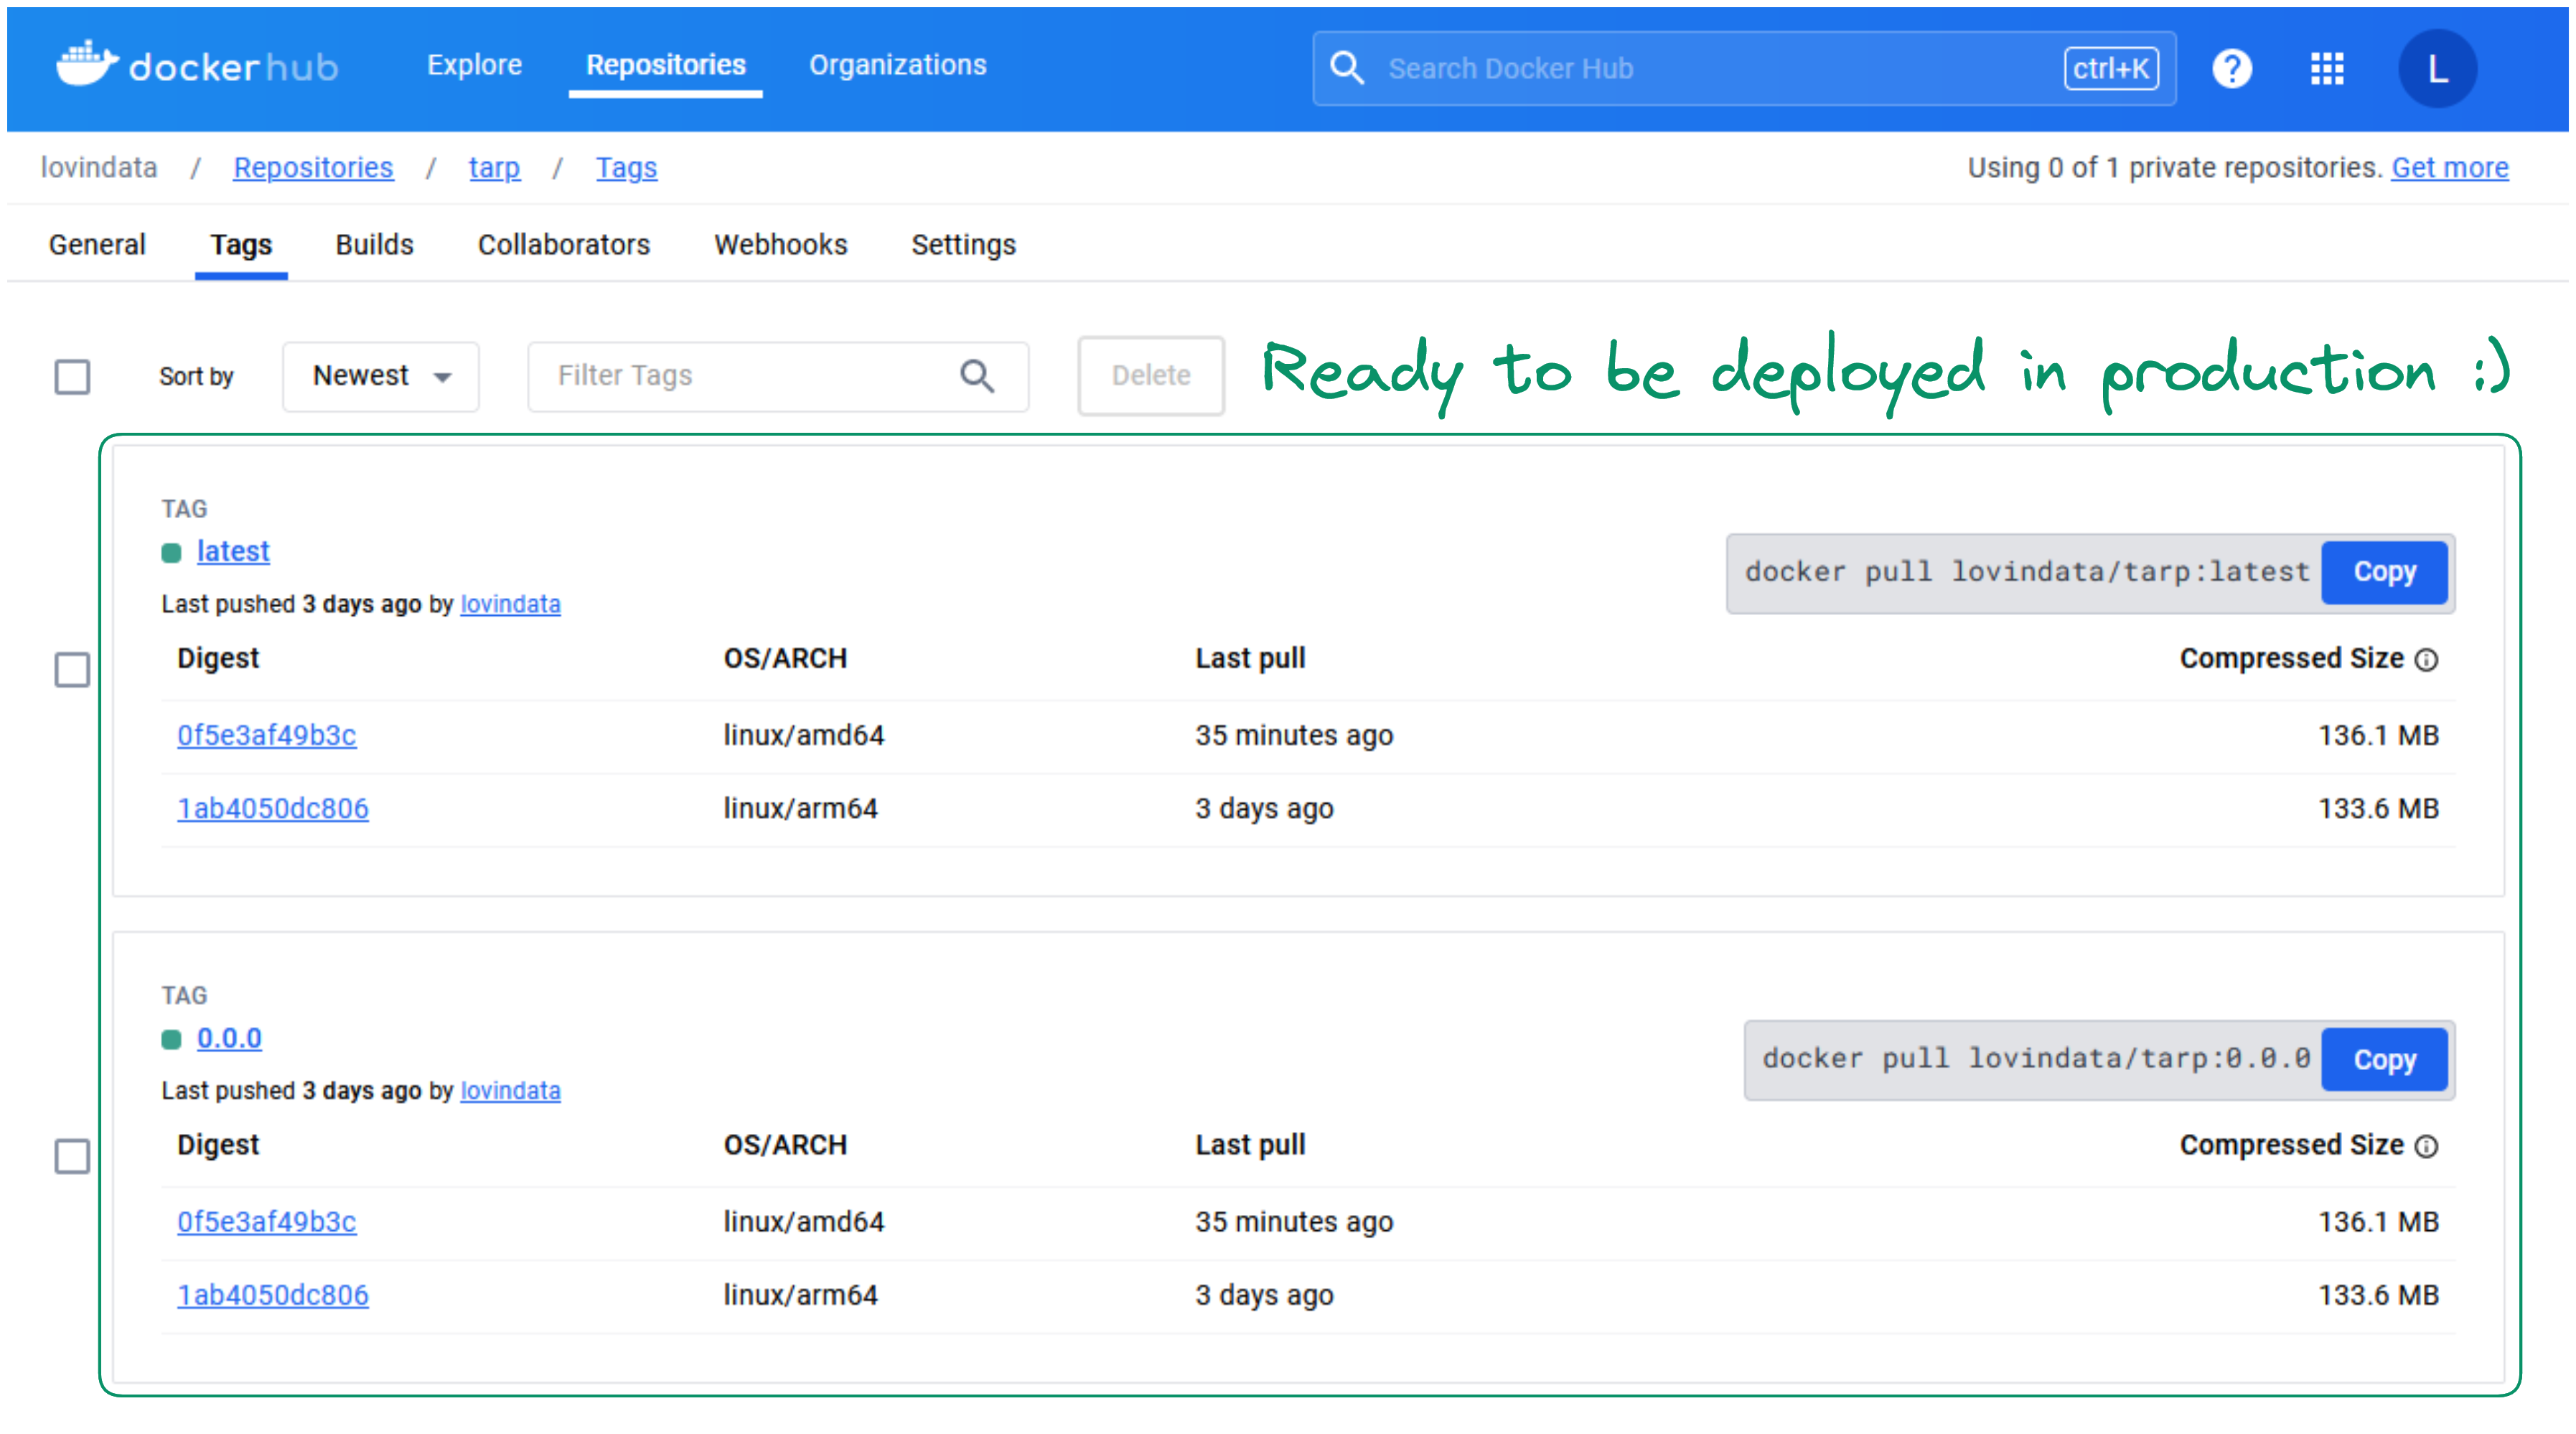 dockerhub Explore Repositories Organizations Search Docker Hub ctrl+K ? L
lovindata / Repositories / tarp / Tags Using 0 of 1 private repositories. Get more
General Tags Builds Collaborators Webhooks Settings
Sort by Newest Filter Tags Delete Ready to be deployed in production :)
TAG
latest
docker pull lovindata/tarp:latest Copy
Last pushed 3 days ago by lovindata
Digest OS/ARCH Last pull Compressed Size
0f5e3af49b3c linux/amd64 35 minutes ago 136.1 MB
1ab4050dc806 linux/arm64 3 days ago 133.6 MB
TAG
0.0.0
docker pull lovindata/tarp:0.0.0 Copy
Last pushed 3 days ago by lovindata
Digest OS/ARCH Last pull Compressed Size
0f5e3af49b3c linux/amd64 35 minutes ago 136.1 MB
1ab4050dc806 linux/arm64 3 days ago 133.6 MB